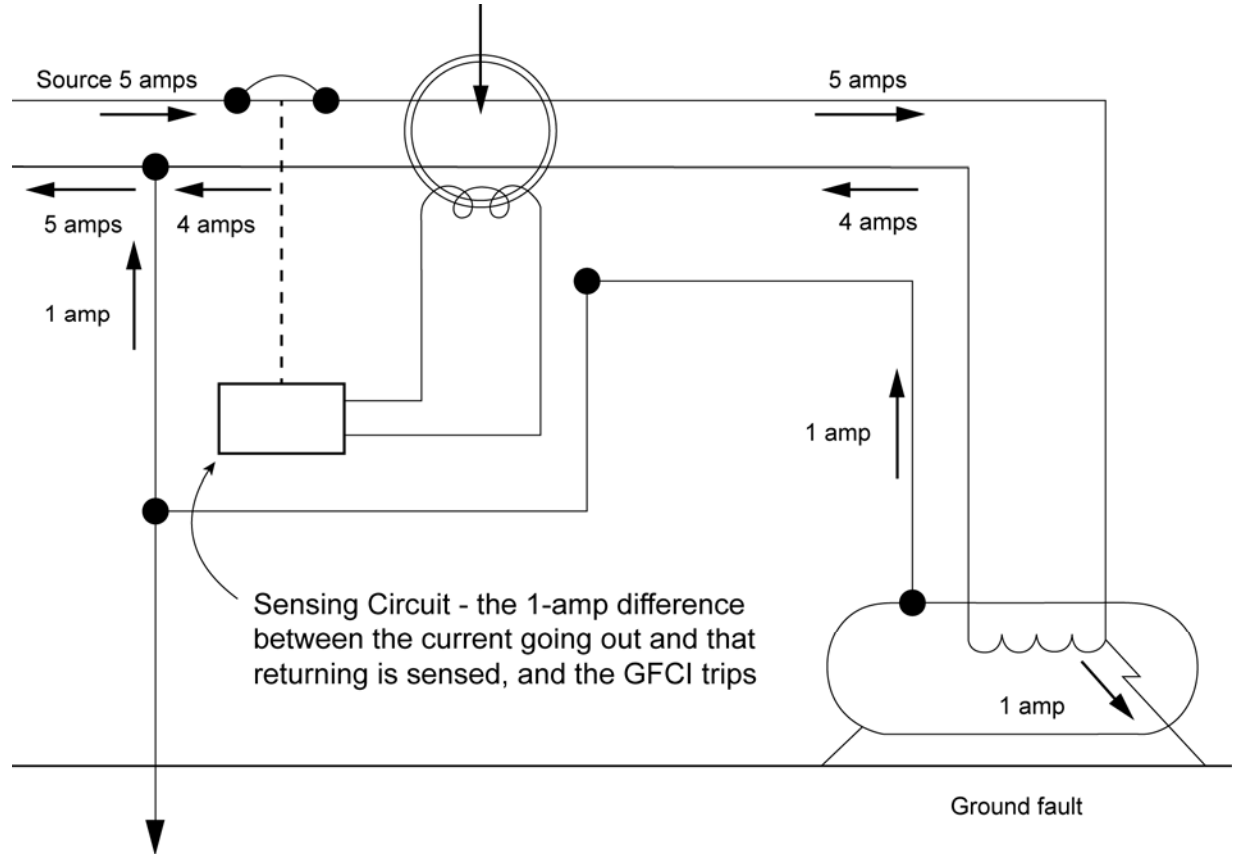 Source 5 amps
5 amps
5 amps
4 amps
4 amps
1 amp
1 amp
Sensing Circuit - the 1-amp difference
between the current going out and that
returning is sensed, and the GFCI trips
1 amp
Ground fault